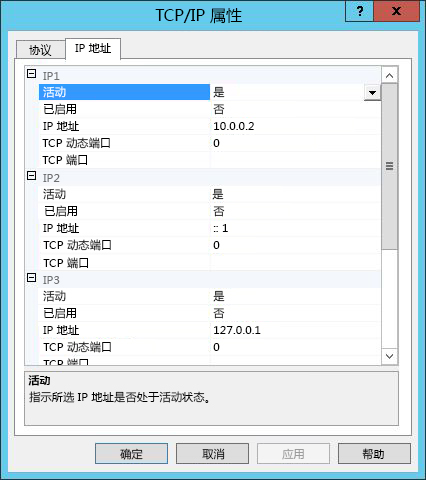 TCP/IP 属性
? x
协议 IP 地址
IP1
活动 是
已启用 否
IP 地址 10.0.0.2
TCP 动态端口 0
TCP 端口
IP2
活动 是
已启用 否
IP 地址 :: 1
TCP 动态端口 0
TCP 端口
IP3
活动 是
已启用 否
IP 地址 127.0.0.1
TCP 动态端口 0
TCP 端口
活动
指示所选 IP 地址是否处于活动状态。
确定 取消 应用 帮助